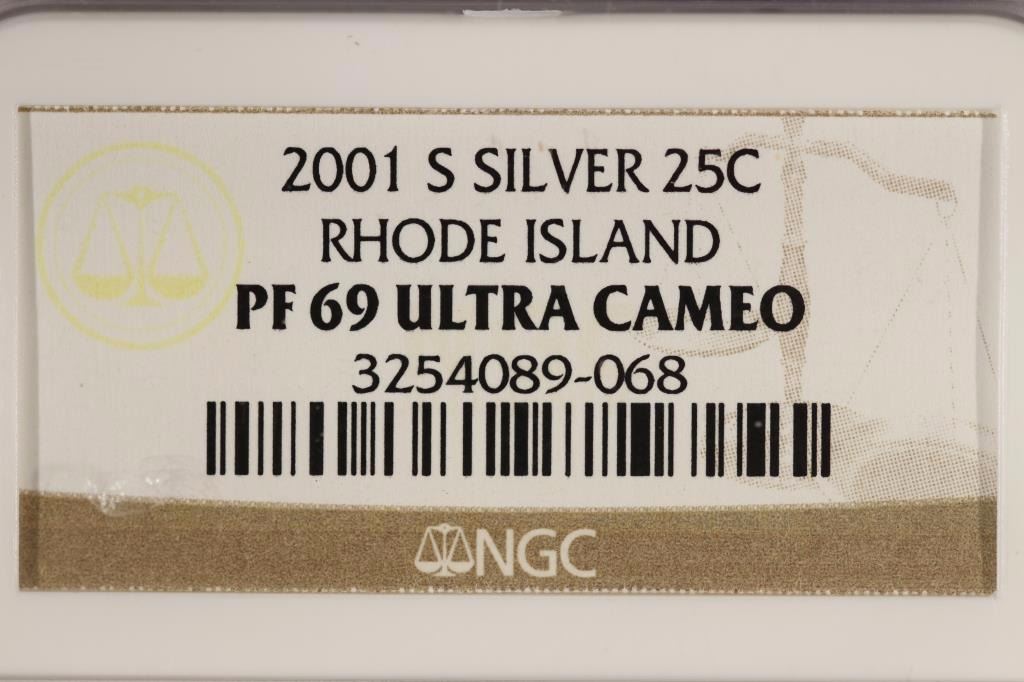 2001 S SILVER 25C
RHODE ISLAND
PF 69 ULTRA CAMEO
3254089-068
NGC